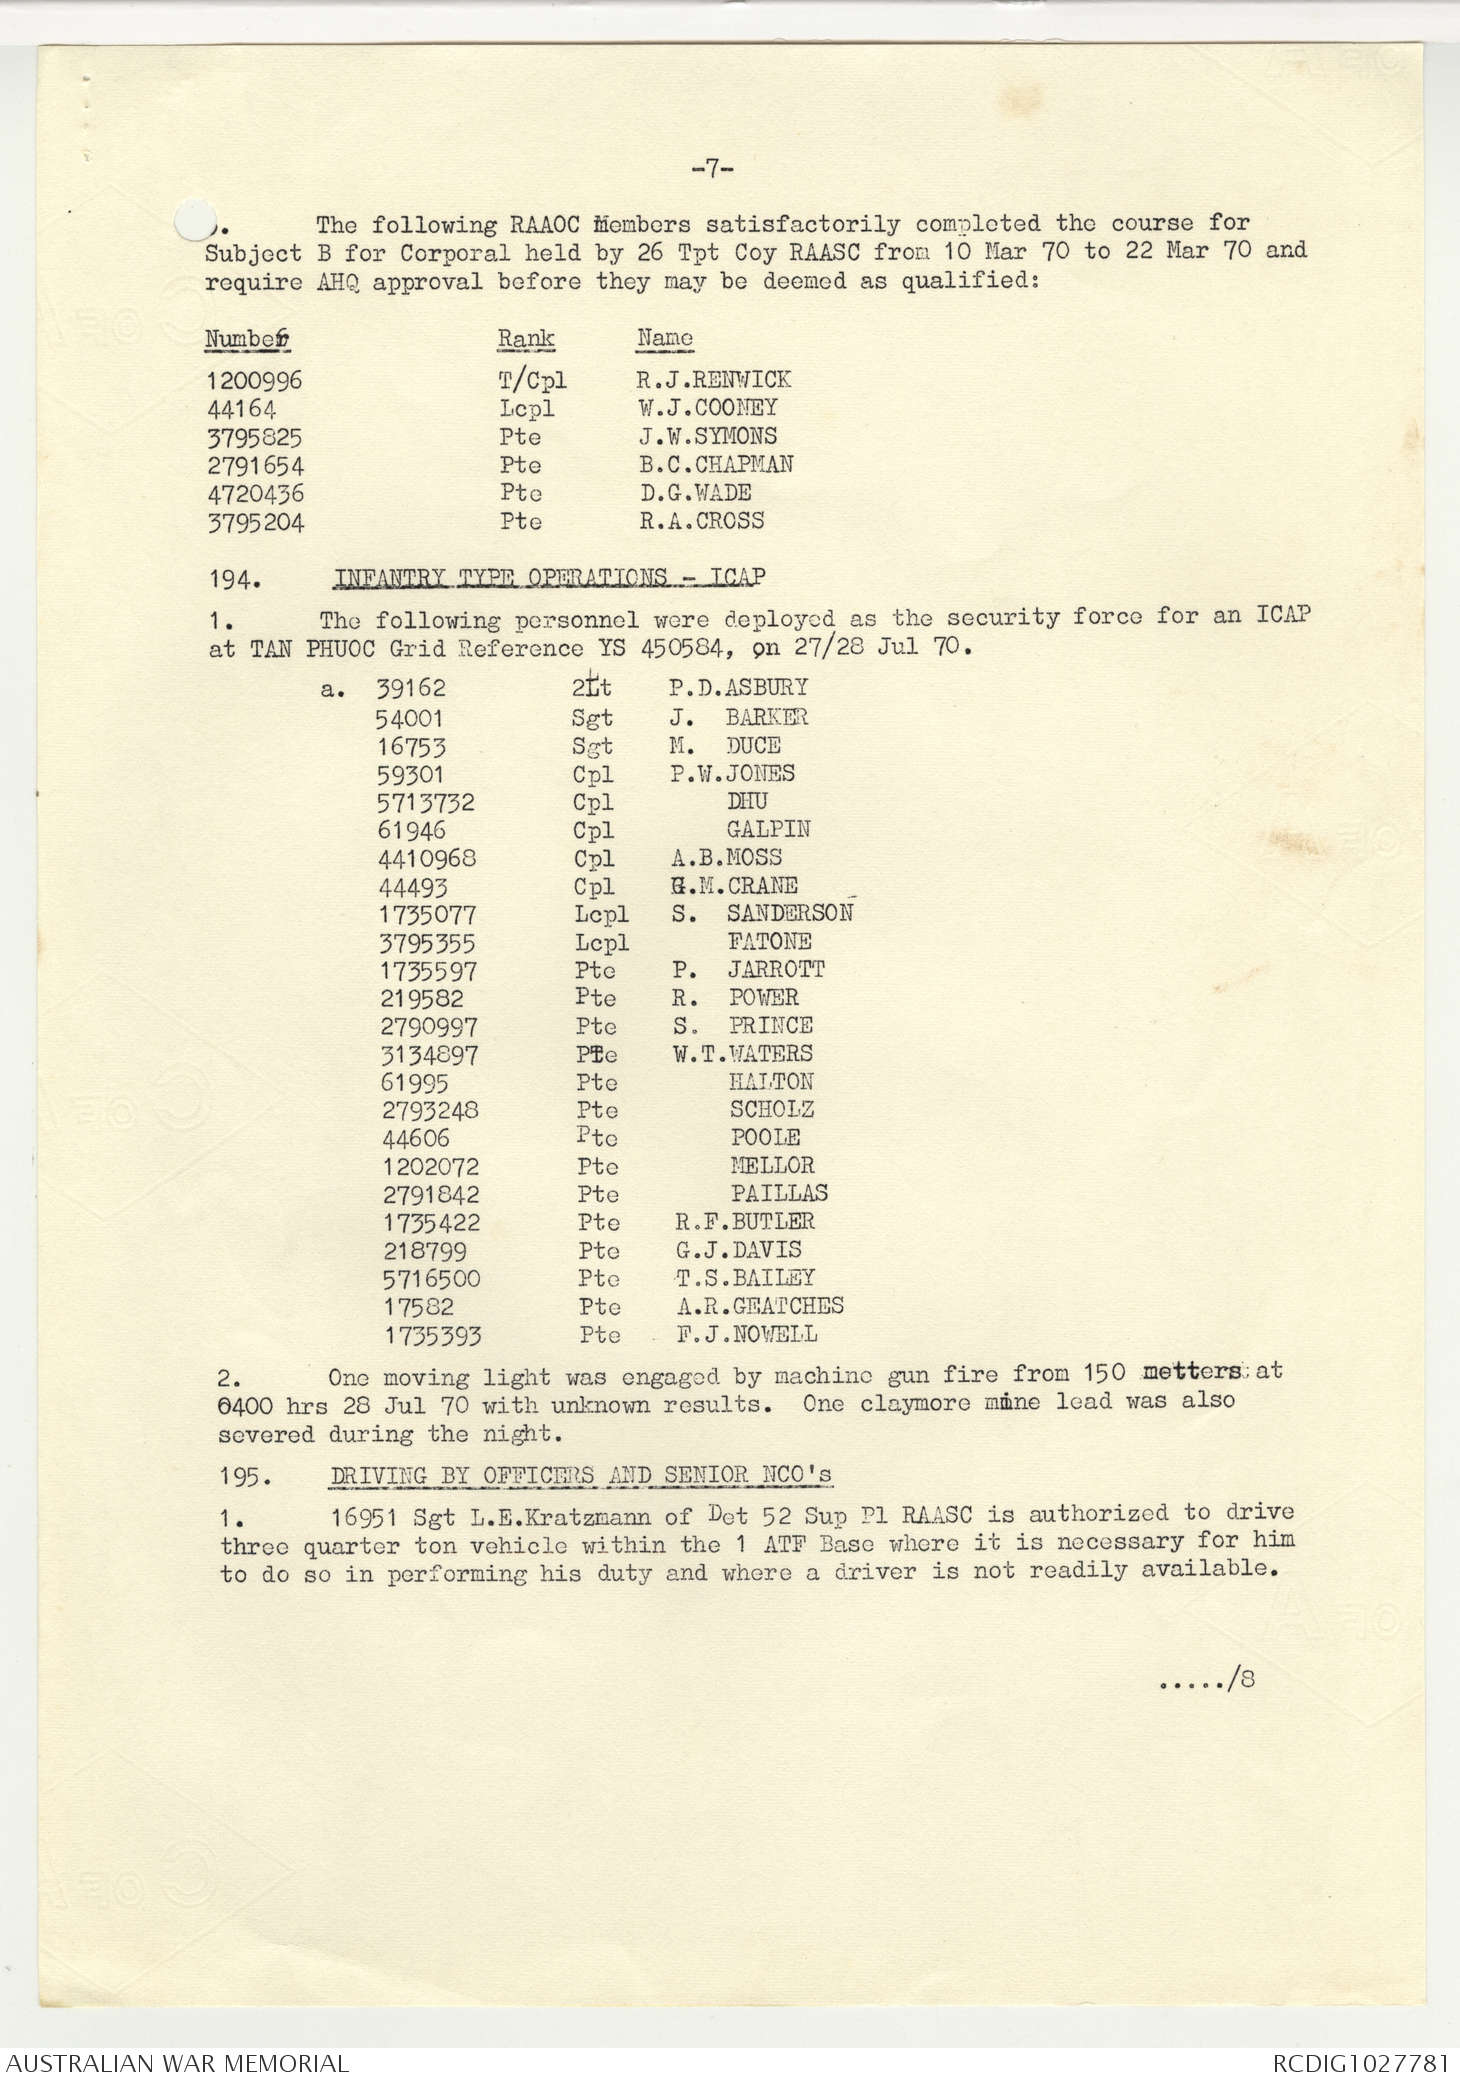 -7-
. The following RAAOC Members satisfactorily completed the course for
Subject B for Corporal held by 26 Tpt Coy RAASC from 10 Mar 70 to 22 Mar 70 and
require AHQ approval before they may be deemed as qualified:
Number Rank Name
1200996 T/Cpl R.J.RENWICK
44164 Lcpl W.J.COONEY
3795825 Pte J.W.SYMONS
2791654 Pte B.C.CHAPMAN
4720436 Pte D.G.WADE
3795204 Pte R.A.CROSS
194. INFANTRY TYPE OPERATIONS - ICAP
1. The following personnel were deployed as the security force for an ICAP
at TAN PHUOC Grid Reference YS 450584, on 27/28 Jul 70.
a. 39162 2Lt P.D.ASBURY
54001 Sgt J. BARKER
16753 Sgt M. DUCE
59301 Cpl P.W.JONES
5713732 Cpl DHU
61946 Cpl GALPIN
4410968 Cpl A.B.MOSS
44493 Cpl G.M.CRANE
1735077 Lcpl S. SANDERSON
3795355 Lcpl FATONE
1735597 Pte P. JARROTT
219582 Pte R. POWER
2790997 Pte S. PRINCE
3134897 Pte W.T.WATERS
61995 Pte HALTON
2793248 Pte SCHOLZ
44606 Pte POOLE
1202072 Pte MELLOR
2791842 Pte PAILLAS
1735422 Pte R.F.BUTLER
218799 Pte G.J.DAVIS
5716500 Pte T.S.BAILEY
17582 Pte A.R.GEATCHES
1735393 Pte F.J.NOWELL
2. One moving light was engaged by machine gun fire from 150 metters at
0400 hrs 28 Jul 70 with unknown results. One claymore mine lead was also
severed during the night.
195. DRIVING BY OFFICERS AND SENIOR NCO's
1. 16951 Sgt L.E.Kratzmann of Det 52 Sup Pl RAASC is authorized to drive
three quarter ton vehicle within the 1 ATF Base where it is necessary for him
to do so in performing his duty and where a driver is not readily available.
...../8
AUSTRALIAN WAR MEMORIAL RCDIG1027781